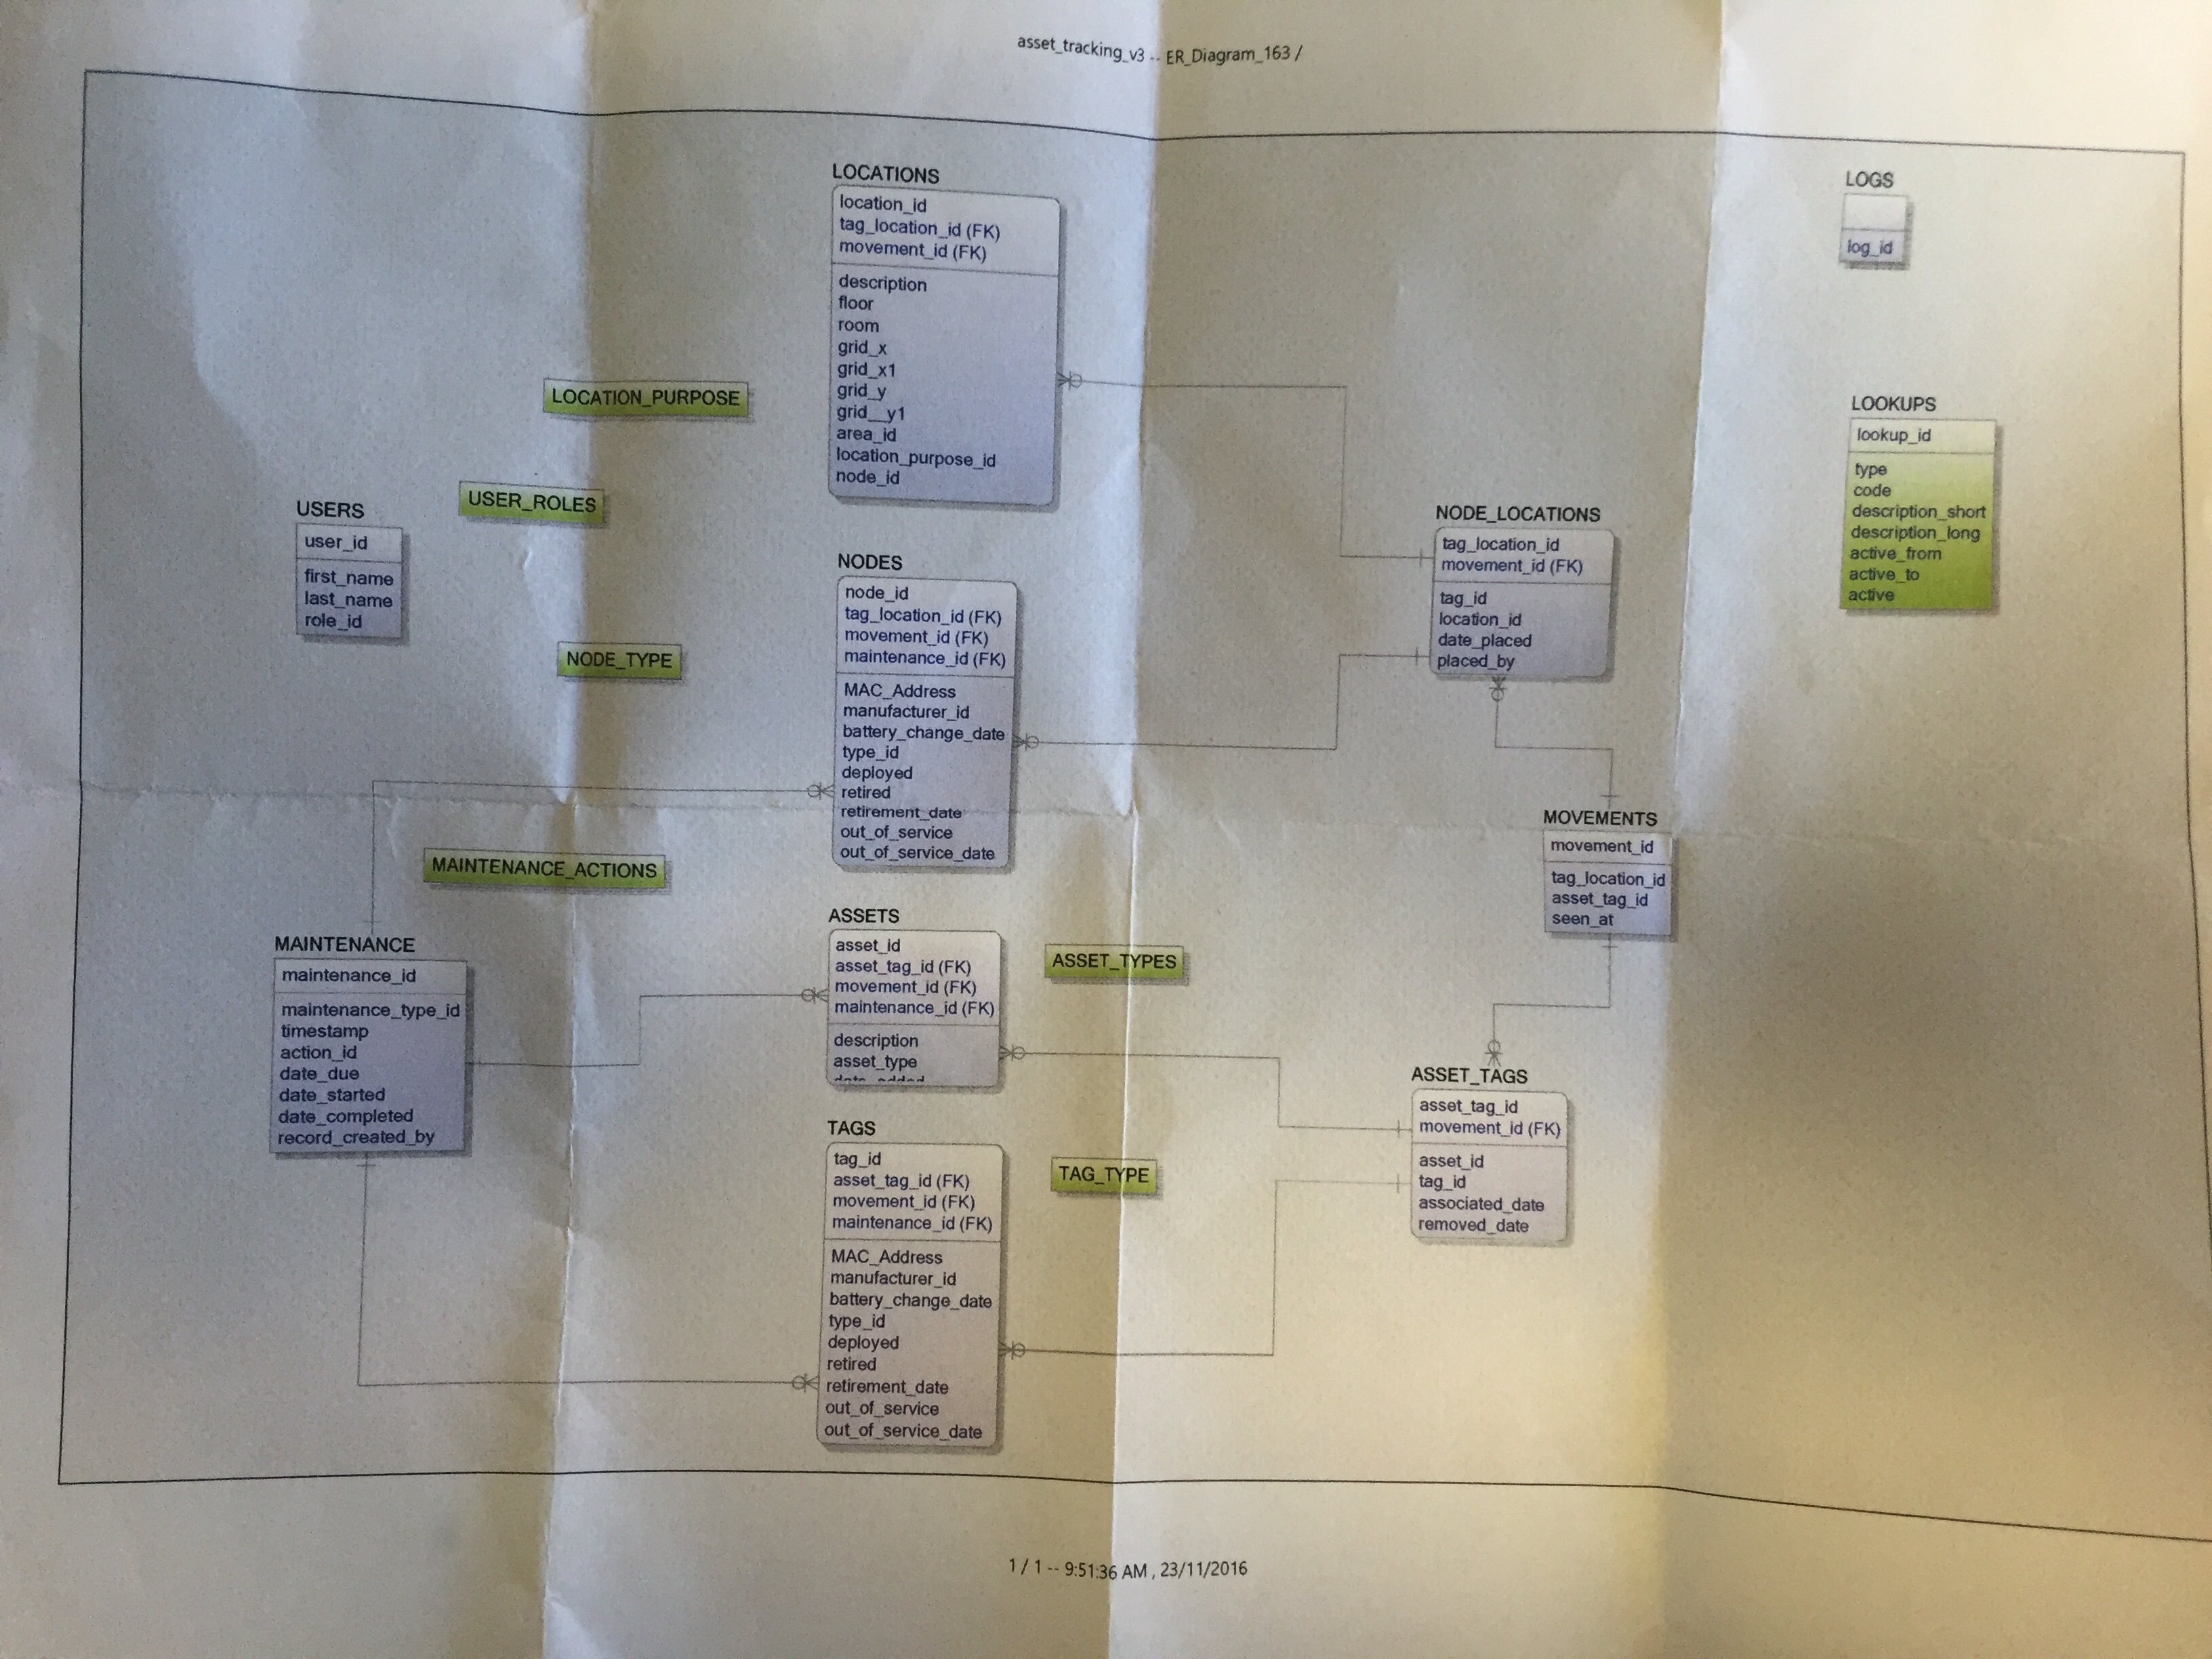 asset_tracking_v3 -- ER_Diagram_163 /
LOCATIONS
location_id
tag_location_id (FK)
movement_id (FK)
description
floor
room
grid_x
grid_x1
grid_y
grid__y1
area_id
location_purpose_id
node_id
LOGS
log_id
LOCATION_PURPOSE
LOOKUPS
lookup_id
type
code
description_short
description_long
active_from
active_to
active
USER_ROLES
USERS
user_id
first_name
last_name
role_id
NODE_LOCATIONS
tag_location_id
movement_id (FK)
tag_id
location_id
date_placed
placed_by
NODES
node_id
tag_location_id (FK)
movement_id (FK)
maintenance_id (FK)
MAC_Address
manufacturer_id
battery_change_date
type_id
deployed
retired
retirement_date
out_of_service
out_of_service_date
NODE_TYPE
MOVEMENTS
movement_id
tag_location_id
asset_tag_id
seen_at
MAINTENANCE_ACTIONS
MAINTENANCE
maintenance_id
maintenance_type_id
timestamp
action_id
date_due
date_started
date_completed
record_created_by
ASSETS
asset_id
asset_tag_id (FK)
movement_id (FK)
maintenance_id (FK)
description
asset_type
date_added
ASSET_TYPES
ASSET_TAGS
asset_tag_id
movement_id (FK)
asset_id
tag_id
associated_date
removed_date
TAGS
tag_id
asset_tag_id (FK)
movement_id (FK)
maintenance_id (FK)
MAC_Address
manufacturer_id
battery_change_date
type_id
deployed
retired
retirement_date
out_of_service
out_of_service_date
TAG_TYPE
1 / 1 -- 9:51:36 AM , 23/11/2016